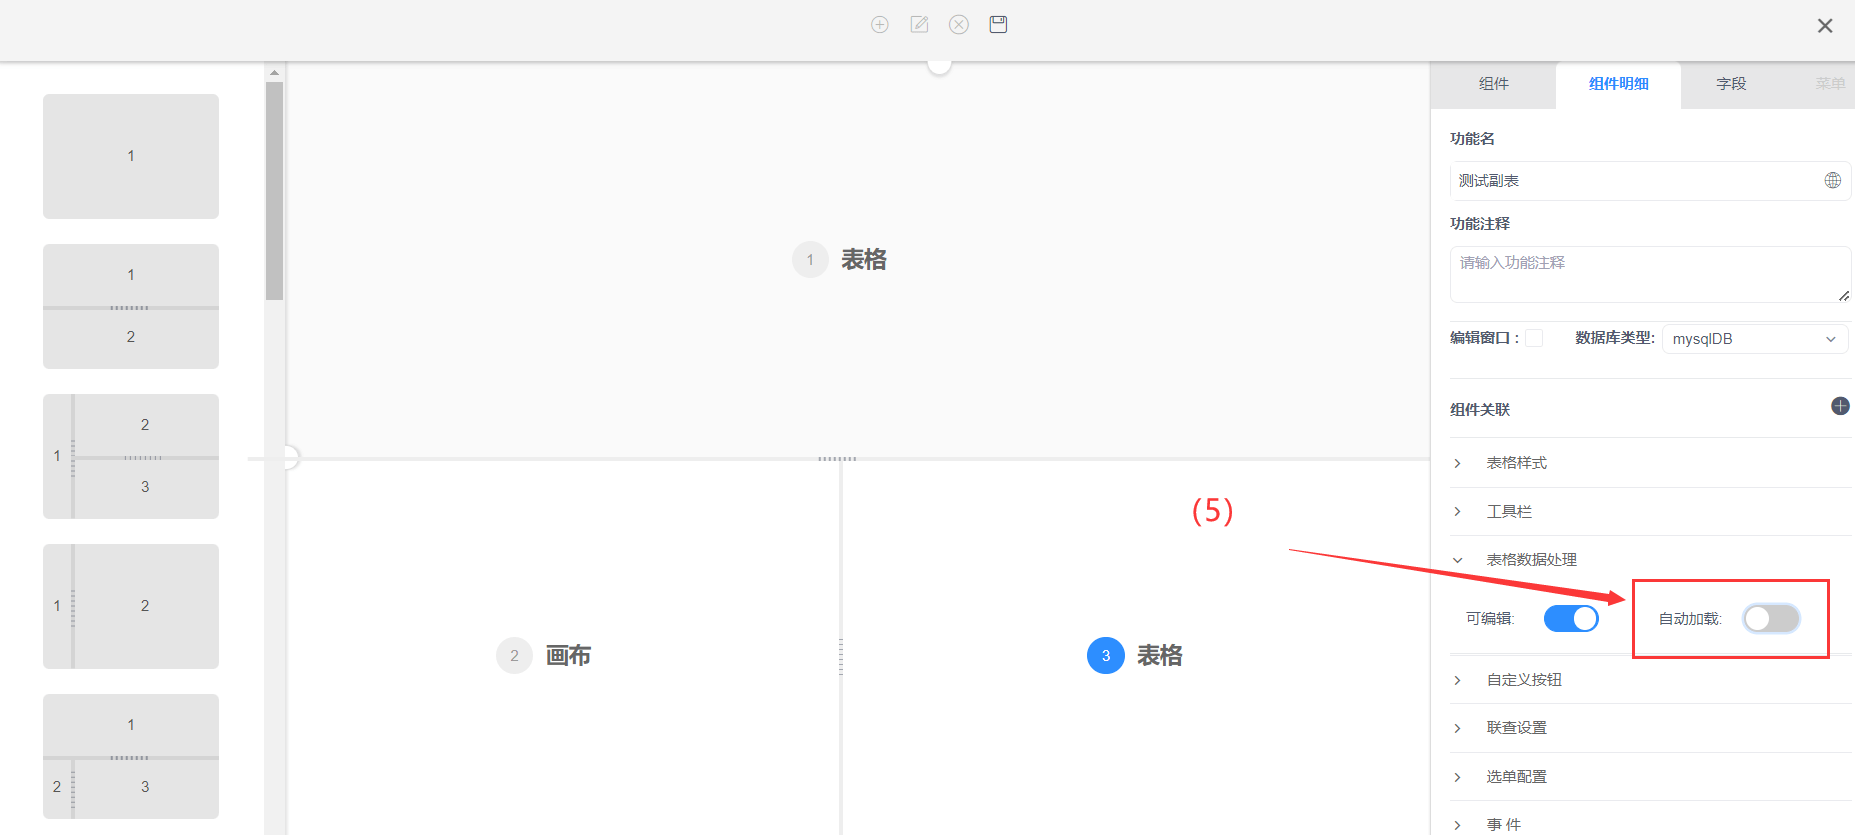 组件
组件明细
字段
菜单
1
1
2
1
2
3
1
2
1
2
3
1 表格
2 画布
3 表格
(5)
功能名
测试副表
功能注释
请输入功能注释
编辑窗口： 数据库类型: mysqlDB
组件关联
表格样式
工具栏
表格数据处理
可编辑: 自动加载:
自定义按钮
联查设置
选单配置
事 件